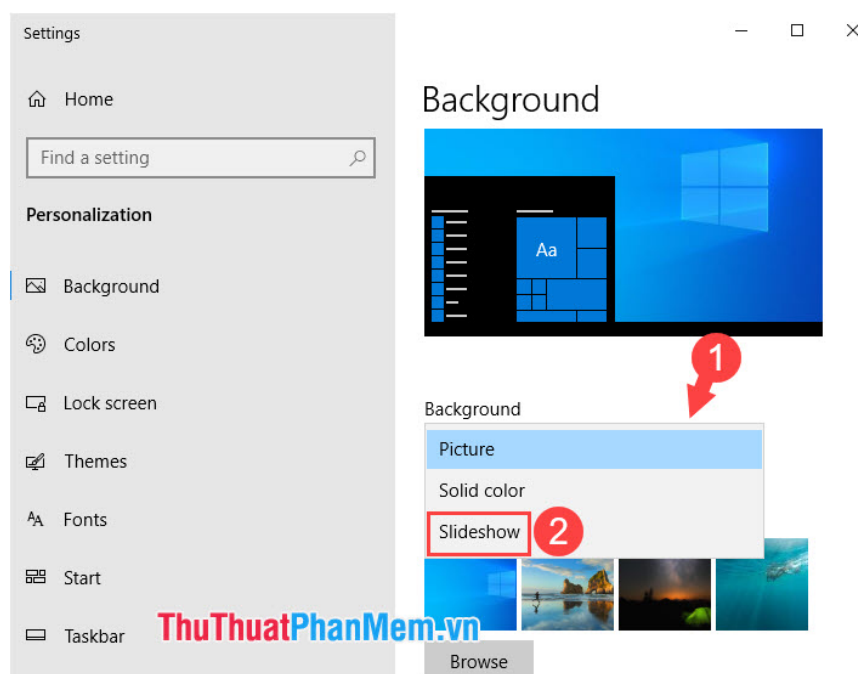 Settings
Home
Find a setting
Personalization
Background
Colors
Lock screen
Themes
Fonts
Start
Taskbar
Background
Aa
1
Background
Picture
Solid color
Slideshow
2
Browse
ThuThuatPhanMem.vn